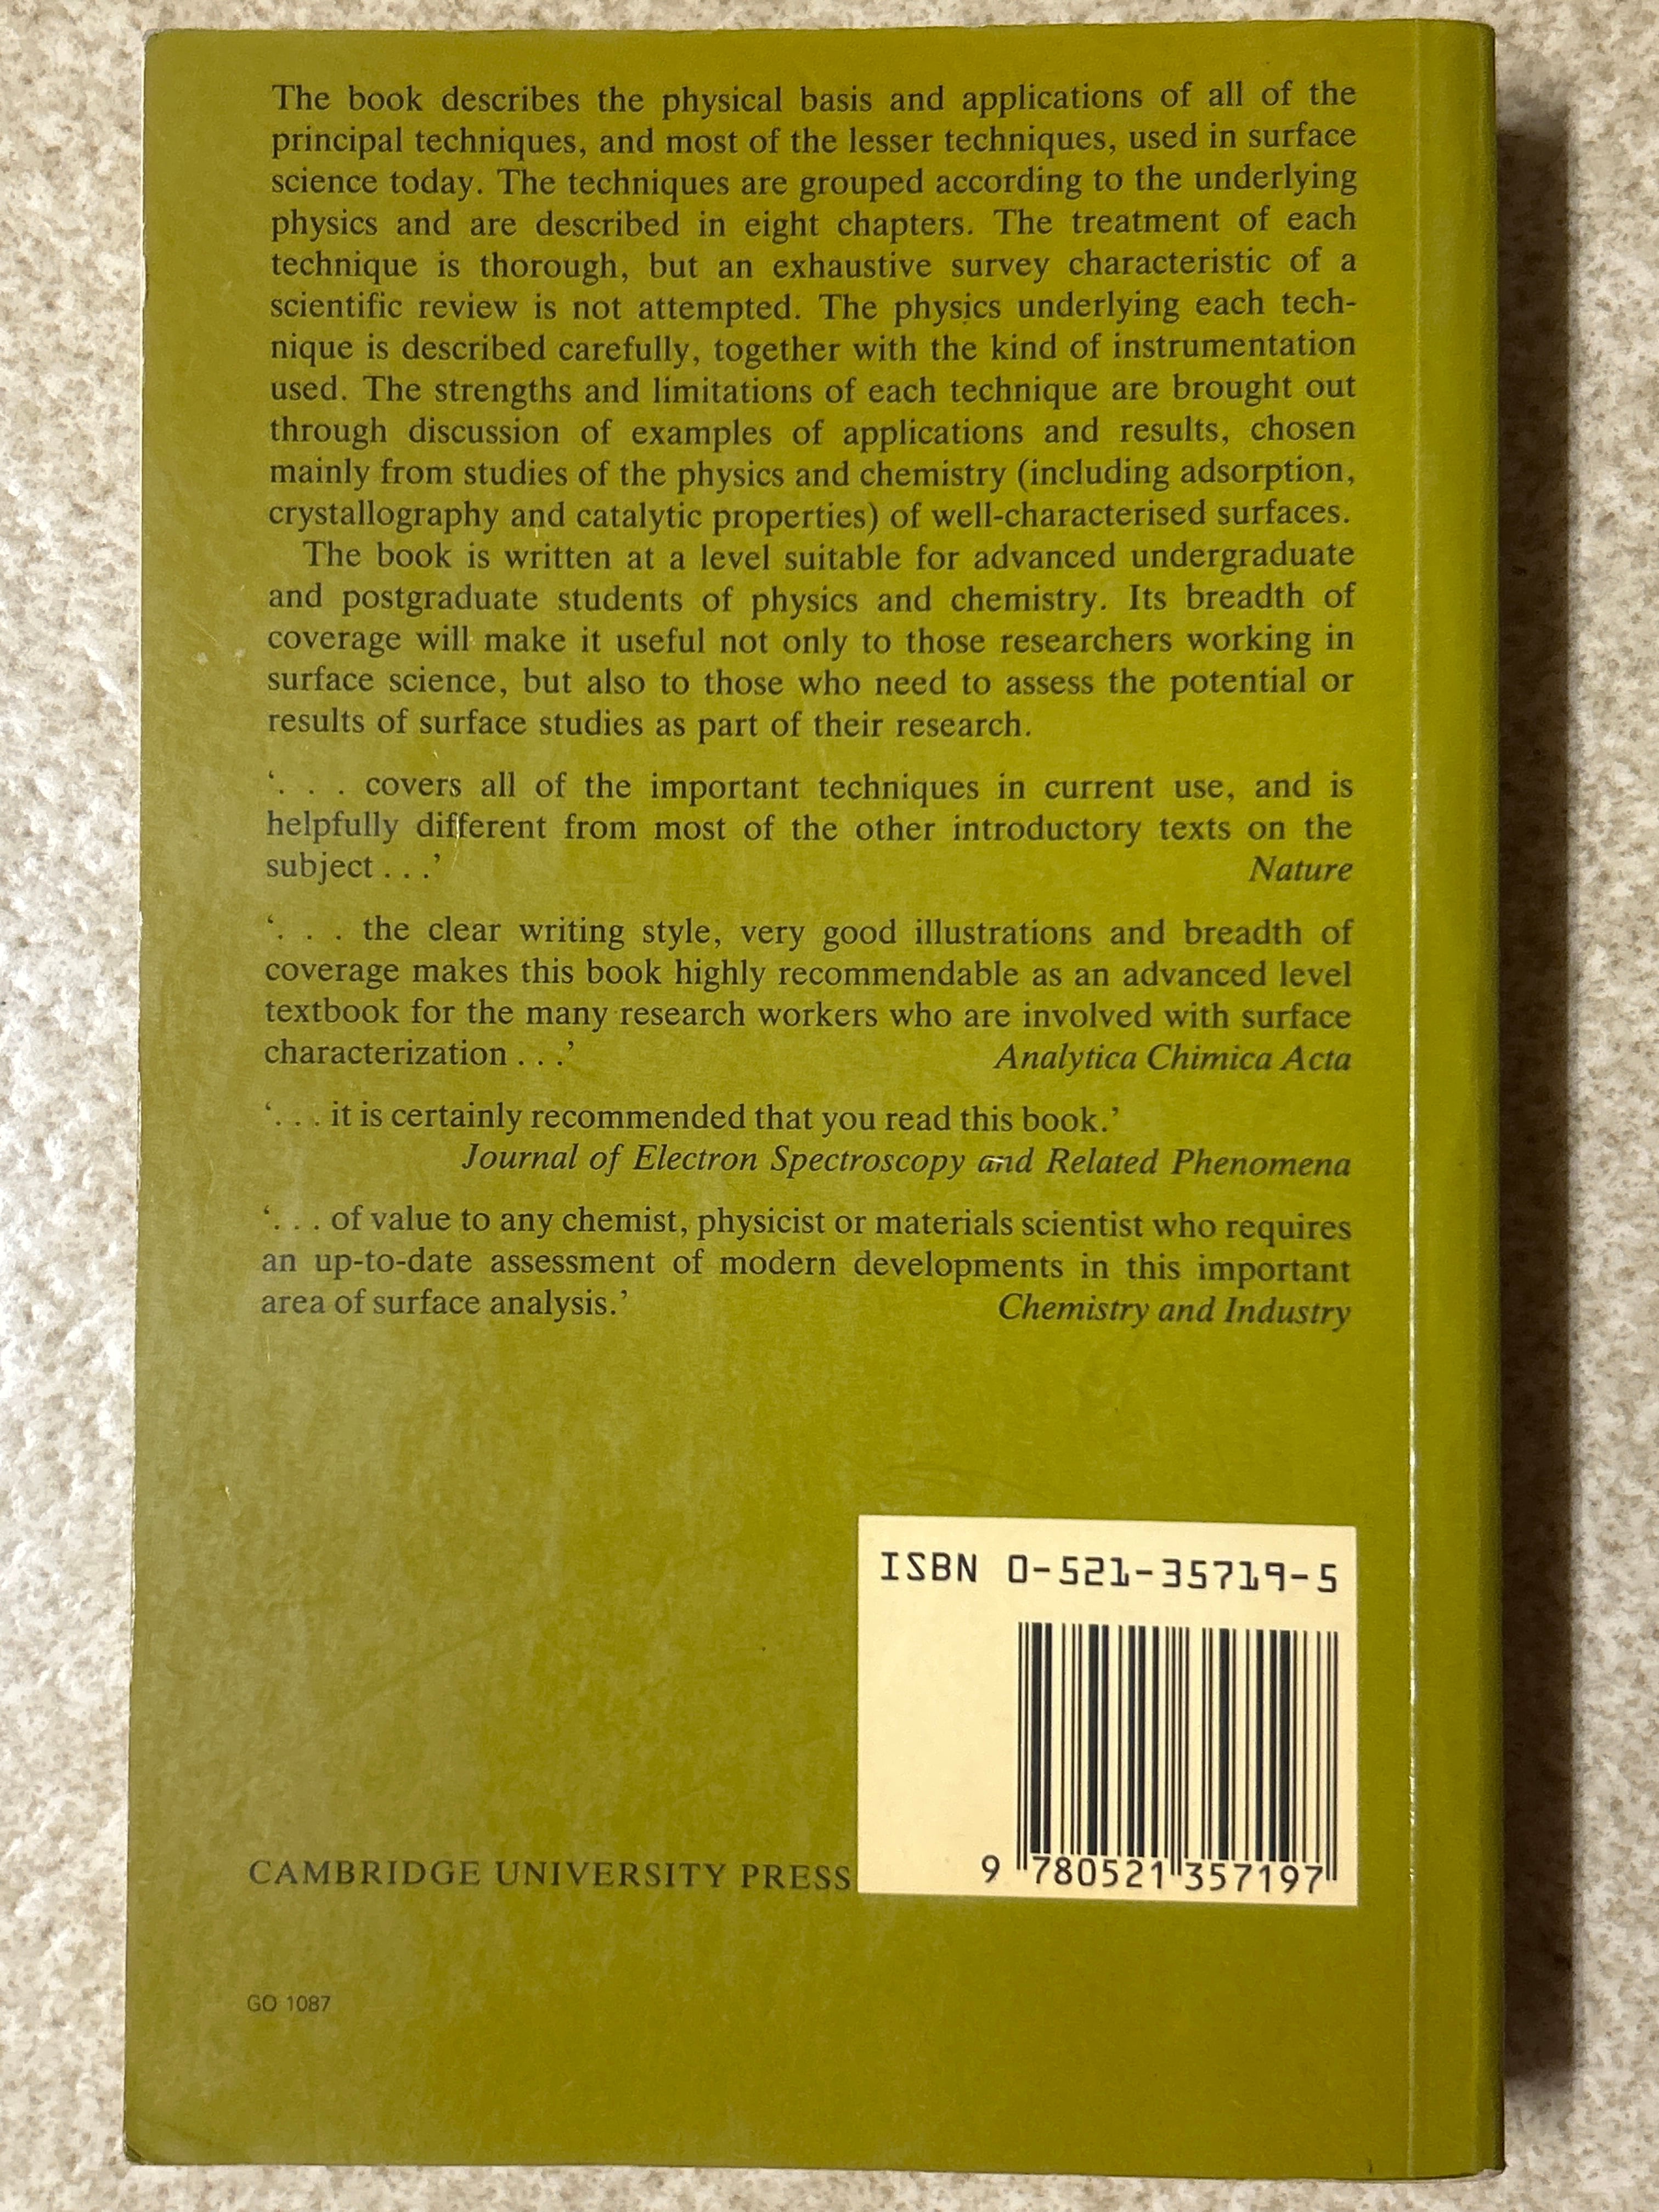 The book describes the physical basis and applications of all of the
principal techniques, and most of the lesser techniques, used in surface
science today. The techniques are grouped according to the underlying
physics and are described in eight chapters. The treatment of each
technique is thorough, but an exhaustive survey characteristic of a
scientific review is not attempted. The physics underlying each tech-
nique is described carefully, together with the kind of instrumentation
used. The strengths and limitations of each technique are brought out
through discussion of examples of applications and results, chosen
mainly from studies of the physics and chemistry (including adsorption,
crystallography and catalytic properties) of well-characterised surfaces.
The book is written at a level suitable for advanced undergraduate
and postgraduate students of physics and chemistry. Its breadth of
coverage will make it useful not only to those researchers working in
surface science, but also to those who need to assess the potential or
results of surface studies as part of their research.
‘. . . covers all of the important techniques in current use, and is
helpfully different from most of the other introductory texts on the
subject . . .’ Nature
‘. . . the clear writing style, very good illustrations and breadth of
coverage makes this book highly recommendable as an advanced level
textbook for the many research workers who are involved with surface
characterization . . .’ Analytica Chimica Acta
‘. . . it is certainly recommended that you read this book.’
Journal of Electron Spectroscopy and Related Phenomena
‘. . . of value to any chemist, physicist or materials scientist who requires
an up-to-date assessment of modern developments in this important
area of surface analysis.’ Chemistry and Industry
ISBN 0-521-35719-5
9 780521 357197
CAMBRIDGE UNIVERSITY PRESS
GO 1087